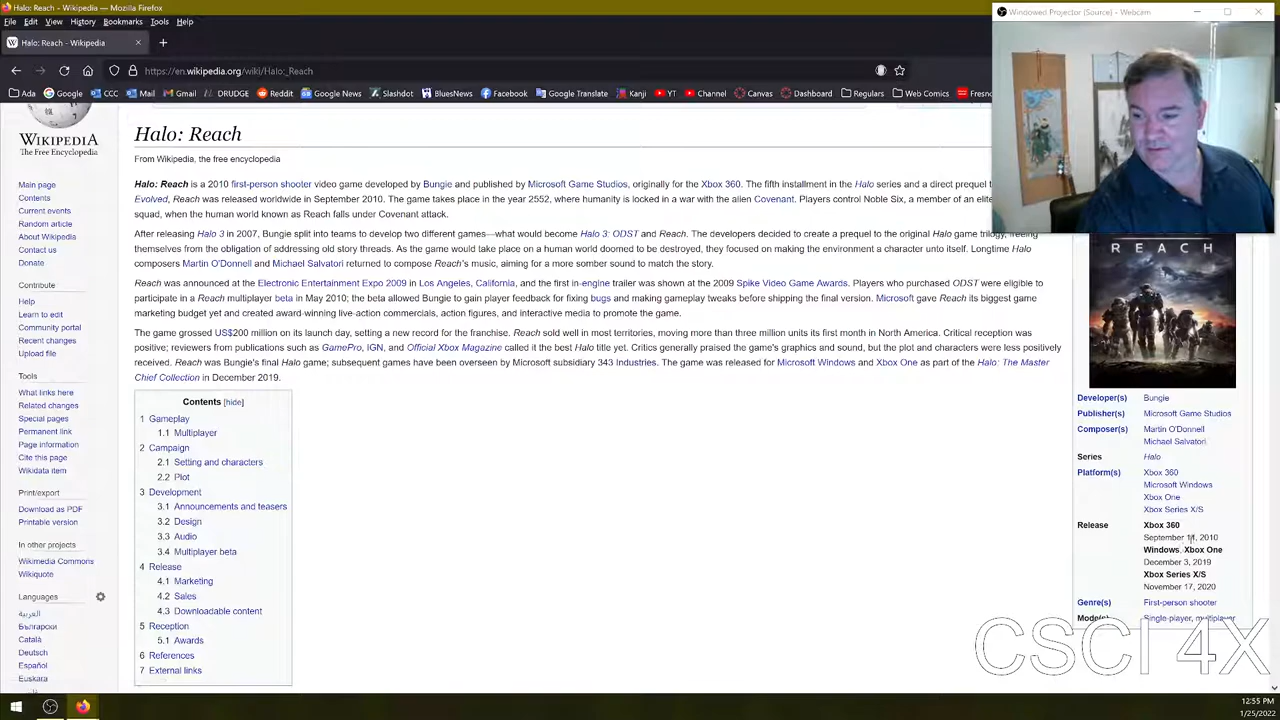 Halo: Reach — Wikipedia — Mozilla Firefox
File Edit View History Bookmarks Tools Help
Windowed Projector (Source) - Webcam
Halo: Reach - Wikipedia
https://en.wikipedia.org/wiki/Halo:_Reach
Ada Google CCC Mail Gmail DRUDGE Reddit Google News Slashdot BluesNews Facebook Google Translate Kanji YT Channel Canvas Dashboard Regulars Web Comics
WIKIPEDIA
The Free Encyclopedia
Main page
Contents
Current events
Random article
About Wikipedia
Contact us
Donate
Contribute
Help
Learn to edit
Community portal
Recent changes
Upload file
Tools
What links here
Related changes
Special pages
Permanent link
Page information
Cite this page
Wikidata item
Print/export
Download as PDF
Printable version
In other projects
Wikimedia Commons
Wikiquote
Languages
العربية
Български
Català
Deutsch
Español
Euskara
Halo: Reach
From Wikipedia, the free encyclopedia
Halo: Reach is a 2010 first-person shooter video game developed by Bungie and published by Microsoft Game Studios, originally for the Xbox 360. The fifth installment in the Halo series and a direct prequel
Evolved, Reach was released worldwide in September 2010. The game takes place in the year 2552, where humanity is locked in a war with the alien Covenant. Players control Noble Six, a member of an
squad, when the human world known as Reach falls under Covenant attack.
After releasing Halo 3 in 2007, Bungie split into teams to develop two different games—what would become Halo 3: ODST and Reach. The developers decided to create a prequel to the original Halo game trilogy, freeing
themselves from the obligation of addressing old story threads. As the game would take place on a human world doomed to be destroyed, they focused on making the environment a character unto itself. Longtime Halo
composers Martin O'Donnell and Michael Salvatori returned to compose Reach's music, aiming for a more somber sound to match the story.
Reach was announced at the Electronic Entertainment Expo 2009 in Los Angeles, California, and the first in-engine trailer was shown at the 2009 Spike Video Game Awards. Players who purchased ODST were eligible to
participate in a Reach multiplayer beta in May 2010; the beta allowed Bungie to gain player feedback for fixing bugs and making gameplay tweaks before shipping the final version. Microsoft gave Reach its biggest game
marketing budget yet and created award-winning live-action commercials, action figures, and interactive media to promote the game.
The game grossed US$200 million on its launch day, setting a new record for the franchise. Reach sold well in most territories, moving more than three million units its first month in North America. Critical reception was
positive; reviewers from publications such as GamePro, IGN, and Official Xbox Magazine called it the best Halo title yet. Critics generally praised the game's graphics and sound, but the plot and characters were less positively
received. Reach was Bungie's final Halo game; subsequent games have been overseen by Microsoft subsidiary 343 Industries. The game was released for Microsoft Windows and Xbox One as part of the Halo: The Master
Chief Collection in December 2019.
Contents [hide]
1 Gameplay
1.1 Multiplayer
2 Campaign
2.1 Setting and characters
2.2 Plot
3 Development
3.1 Announcements and teasers
3.2 Design
3.3 Audio
3.4 Multiplayer beta
4 Release
4.1 Marketing
4.2 Sales
4.3 Downloadable content
5 Reception
5.1 Awards
6 References
7 External links
REACH
Developer(s) Bungie
Publisher(s) Microsoft Game Studios
Composer(s) Martin O'Donnell
Michael Salvatori
Series Halo
Platform(s) Xbox 360
Microsoft Windows
Xbox One
Xbox Series X/S
Release Xbox 360
September 2010
Windows, Xbox One
December 3, 2019
Xbox Series X/S
November 17, 2020
Genre(s) First-person shooter
Mode(s) Single-player, multiplayer
CSCI 4X
12:55 PM
1/25/2022